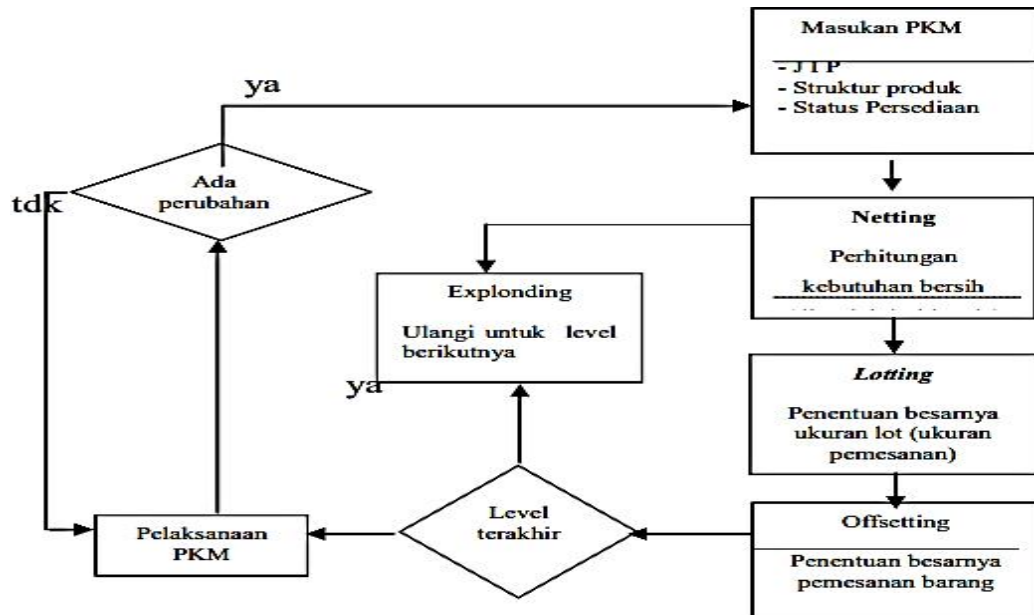 Masukan PKM
- J I P
- Struktur produk
- Status Persediaan
ya
Ada
perubahan
tdk
Netting
Perhitungan
kebutuhan bersih
Explonding
Ulangi untuk level
berikutnya
ya
Lotting
Penentuan besarnya
ukuran lot (ukuran
pemesanan)
Level
terakhir
Pelaksanaan
PKM
Offsetting
Penentuan besarnya
pemesanan barang